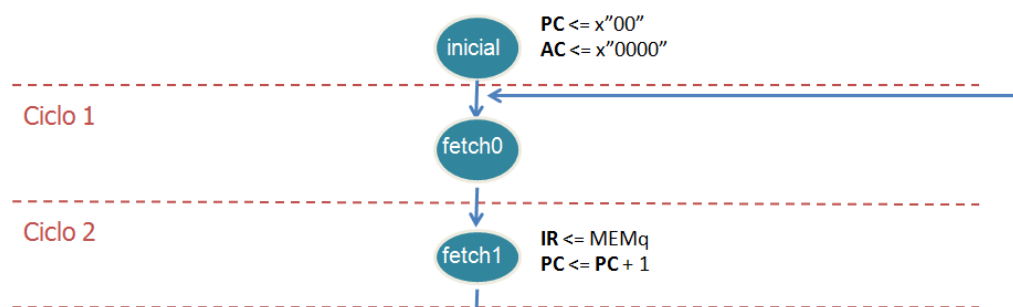 inicial
PC <= x”00”
AC <= x”0000”
Ciclo 1
fetch0
Ciclo 2
fetch1
IR <= MEMq
PC <= PC + 1